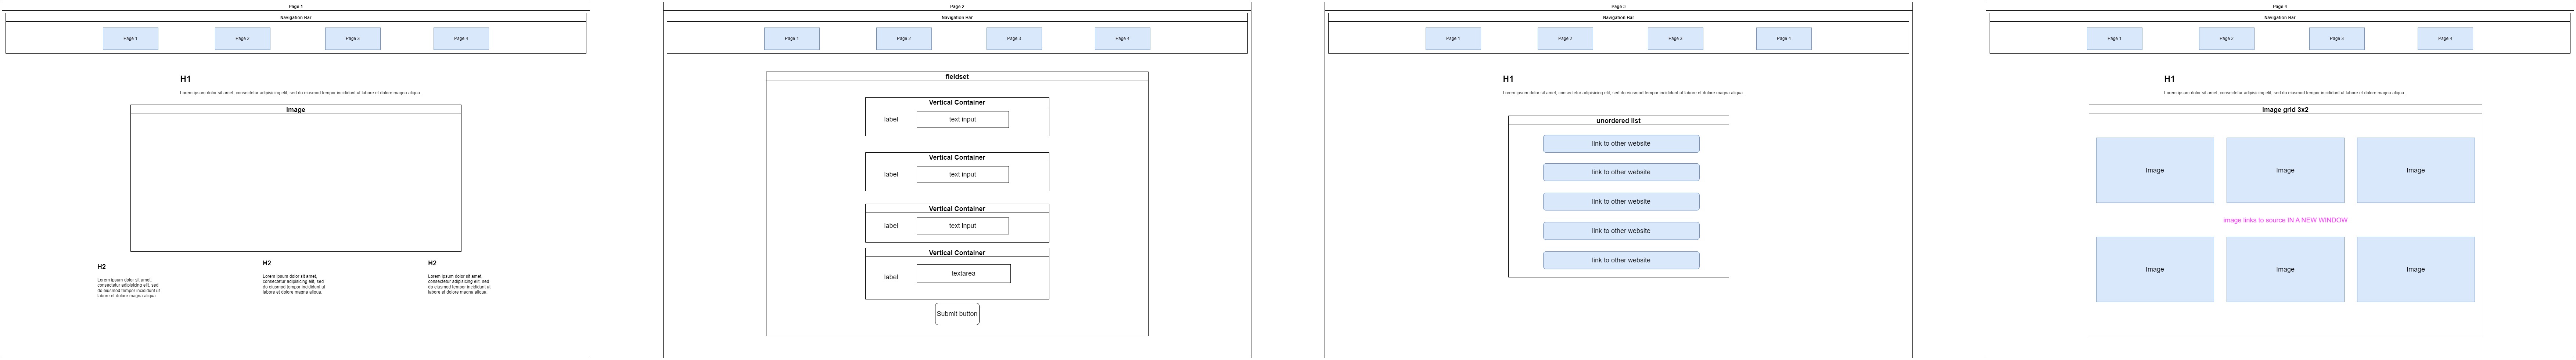 Page 1
Navigation Bar
Page 1
Page 2
Page 3
Page 4
H1
Lorem ipsum dolor sit amet, consectetur adipisicing elit, sed do eiusmod tempor incididunt ut labore et dolore magna aliqua.
Image
H2
Lorem ipsum dolor sit amet,
consectetur adipisicing elit, sed
do eiusmod tempor incididunt ut
labore et dolore magna aliqua.
H2
Lorem ipsum dolor sit amet,
consectetur adipisicing elit, sed
do eiusmod tempor incididunt ut
labore et dolore magna aliqua.
H2
Lorem ipsum dolor sit amet,
consectetur adipisicing elit, sed
do eiusmod tempor incididunt ut
labore et dolore magna aliqua.
Page 2
Navigation Bar
Page 1
Page 2
Page 3
Page 4
fieldset
Vertical Container
label
text input
Vertical Container
label
text input
Vertical Container
label
text input
Vertical Container
label
textarea
Submit button
Page 3
Navigation Bar
Page 1
Page 2
Page 3
Page 4
H1
Lorem ipsum dolor sit amet, consectetur adipisicing elit, sed do eiusmod tempor incididunt ut labore et dolore magna aliqua.
unordered list
link to other website
link to other website
link to other website
link to other website
link to other website
Page 4
Navigation Bar
Page 1
Page 2
Page 3
Page 4
H1
Lorem ipsum dolor sit amet, consectetur adipisicing elit, sed do eiusmod tempor incididunt ut labore et dolore magna aliqua.
image grid 3x2
Image
Image
Image
Image links to source IN A NEW WINDOW
Image
Image
Image